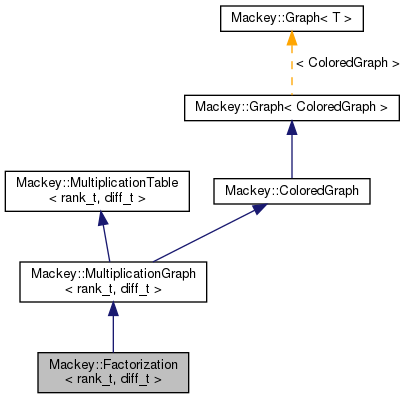 Mackey::Graph< T >
< ColoredGraph >
Mackey::Graph< ColoredGraph >
Mackey::MultiplicationTable
< rank_t, diff_t >
Mackey::ColoredGraph
Mackey::MultiplicationGraph
< rank_t, diff_t >
Mackey::Factorization
< rank_t, diff_t >